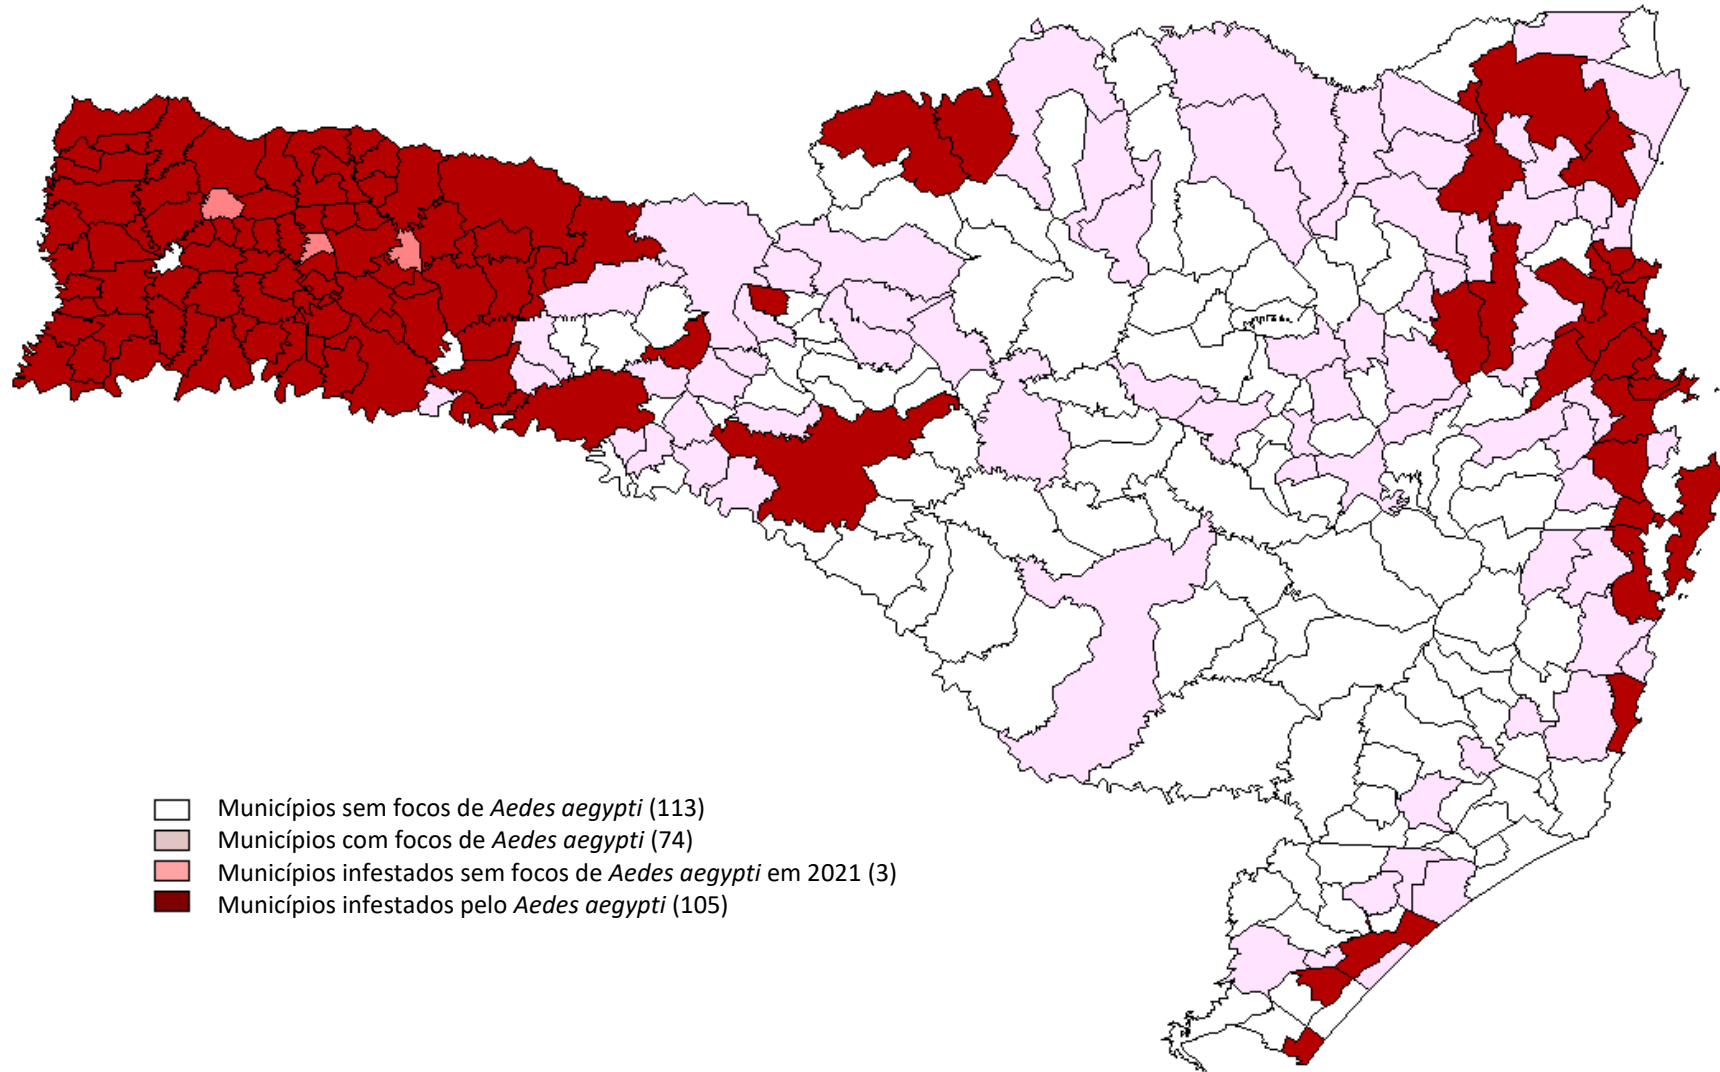 Municípios sem focos de Aedes aegypti (113)
Municípios com focos de Aedes aegypti (74)
Municípios infestados sem focos de Aedes aegypti em 2021 (3)
Municípios infestados pelo Aedes aegypti (105)